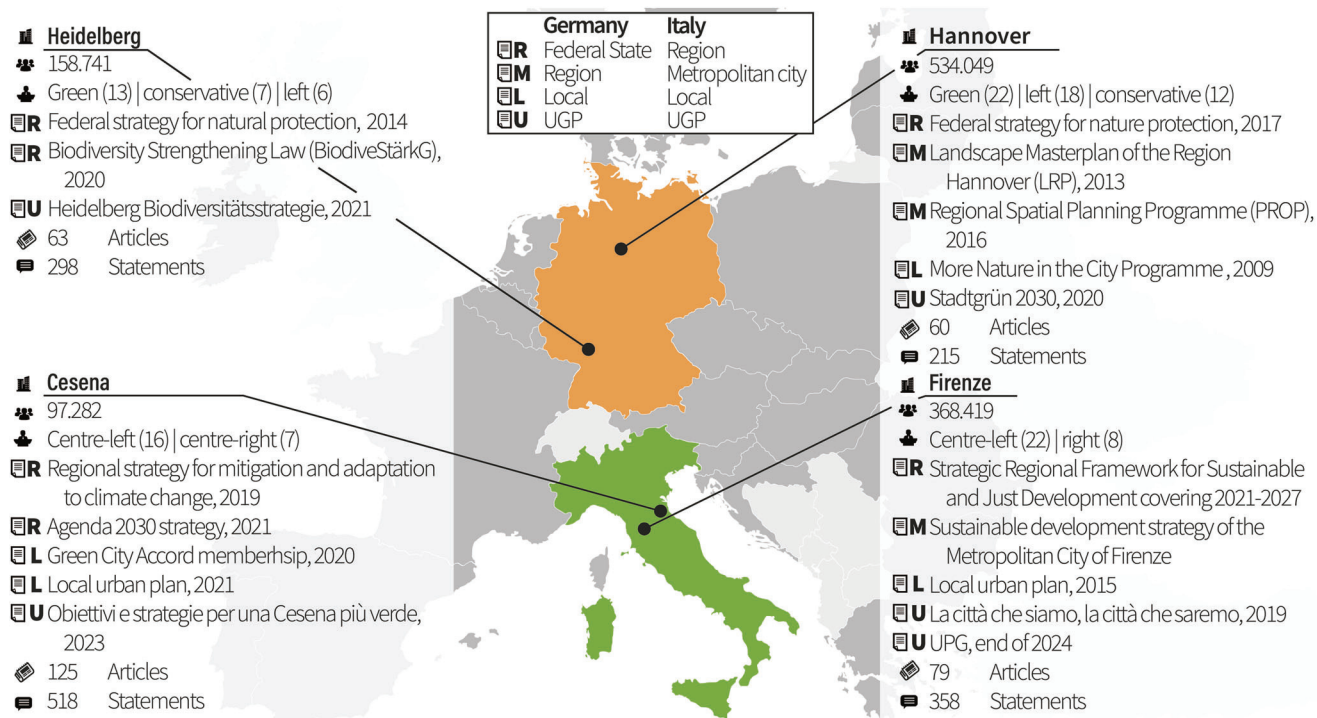 Heidelberg
158.741
Green (13) | conservative (7) | left (6)
R Federal strategy for natural protection, 2014
R Biodiversity Strengthening Law (BiodiveStärkG),
2020
U Heidelberg Biodiversitätsstrategie, 2021
63 Articles
298 Statements
Germany Italy
R Federal State Region
M Region Metropolitan city
L Local Local
U UGP UGP
Hannover
534.049
Green (22) | left (18) | conservative (12)
R Federal strategy for nature protection, 2017
M Landscape Masterplan of the Region
Hannover (LRP), 2013
M Regional Spatial Planning Programme (PROP),
2016
L More Nature in the City Programme , 2009
U Stadtgrün 2030, 2020
60 Articles
215 Statements
Cesena
97.282
Centre-left (16) | centre-right (7)
R Regional strategy for mitigation and adaptation
to climate change, 2019
R Agenda 2030 strategy, 2021
L Green City Accord memberhsip, 2020
L Local urban plan, 2021
U Obiettivi e strategie per una Cesena più verde,
2023
125 Articles
518 Statements
Firenze
368.419
Centre-left (22) | right (8)
R Strategic Regional Framework for Sustainable
and Just Development covering 2021-2027
M Sustainable development strategy of the
Metropolitan City of Firenze
L Local urban plan, 2015
U La città che siamo, la città che saremo, 2019
U UPG, end of 2024
79 Articles
358 Statements